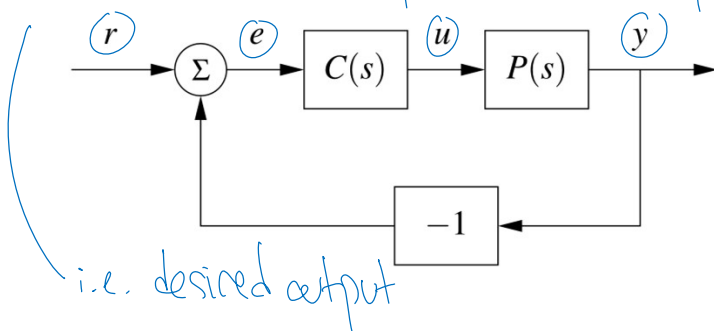 r e u y
Σ C(s) P(s)
−1
i.e. desired output